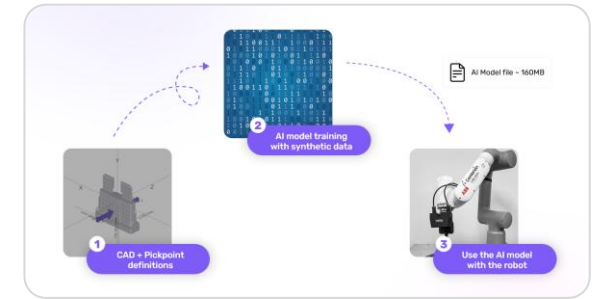 2
AI model training
with synthetic data
AI Model file ~ 160MB
1
CAD + Pickpoint
definitions
X
Y
Z
ABB
3
Use the AI model
with the robot